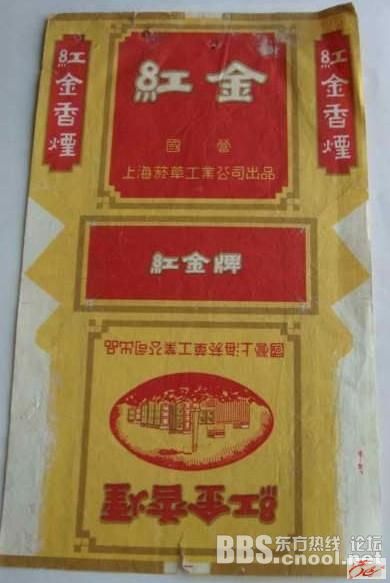 紅金香煙
紅金
國營
上海菸草工業公司出品
紅金香煙
紅金牌
國營上海菸草工業公司出品
紅金香煙
东方热线 论坛
BBS.cnool.net